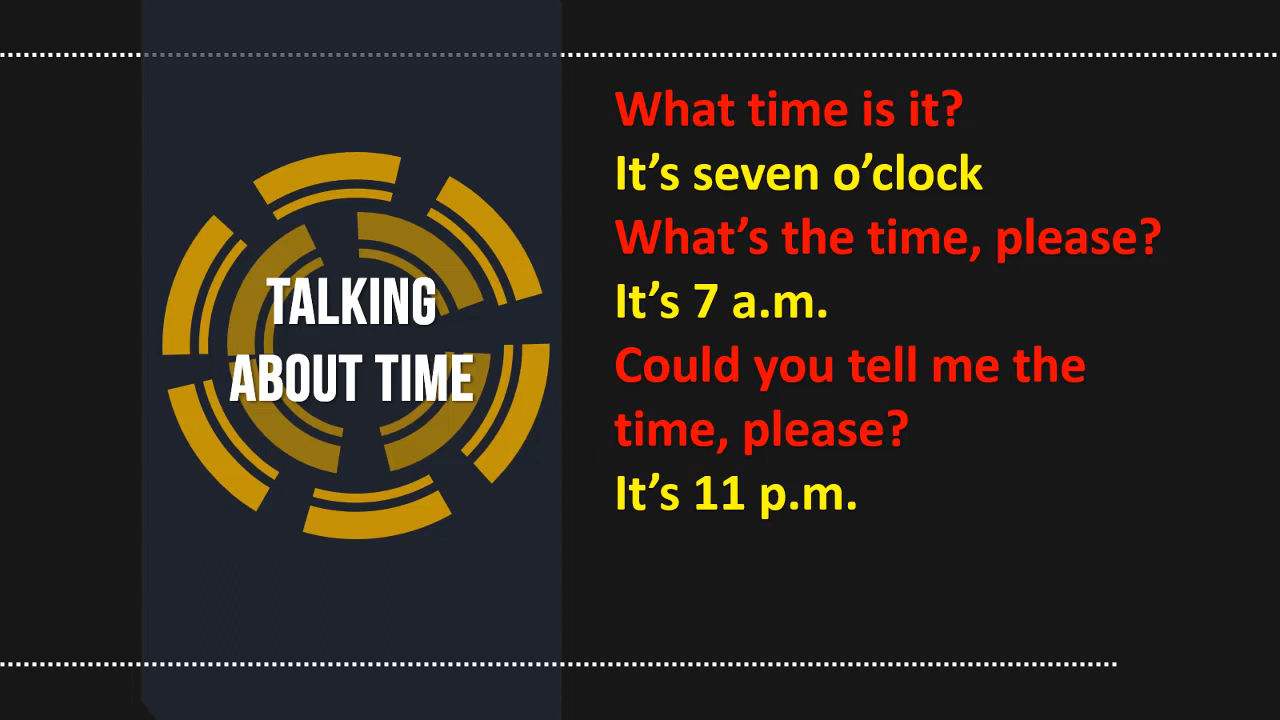 TALKING
ABOUT TIME
What time is it?
It’s seven o’clock
What’s the time, please?
It’s 7 a.m.
Could you tell me the
time, please?
It’s 11 p.m.